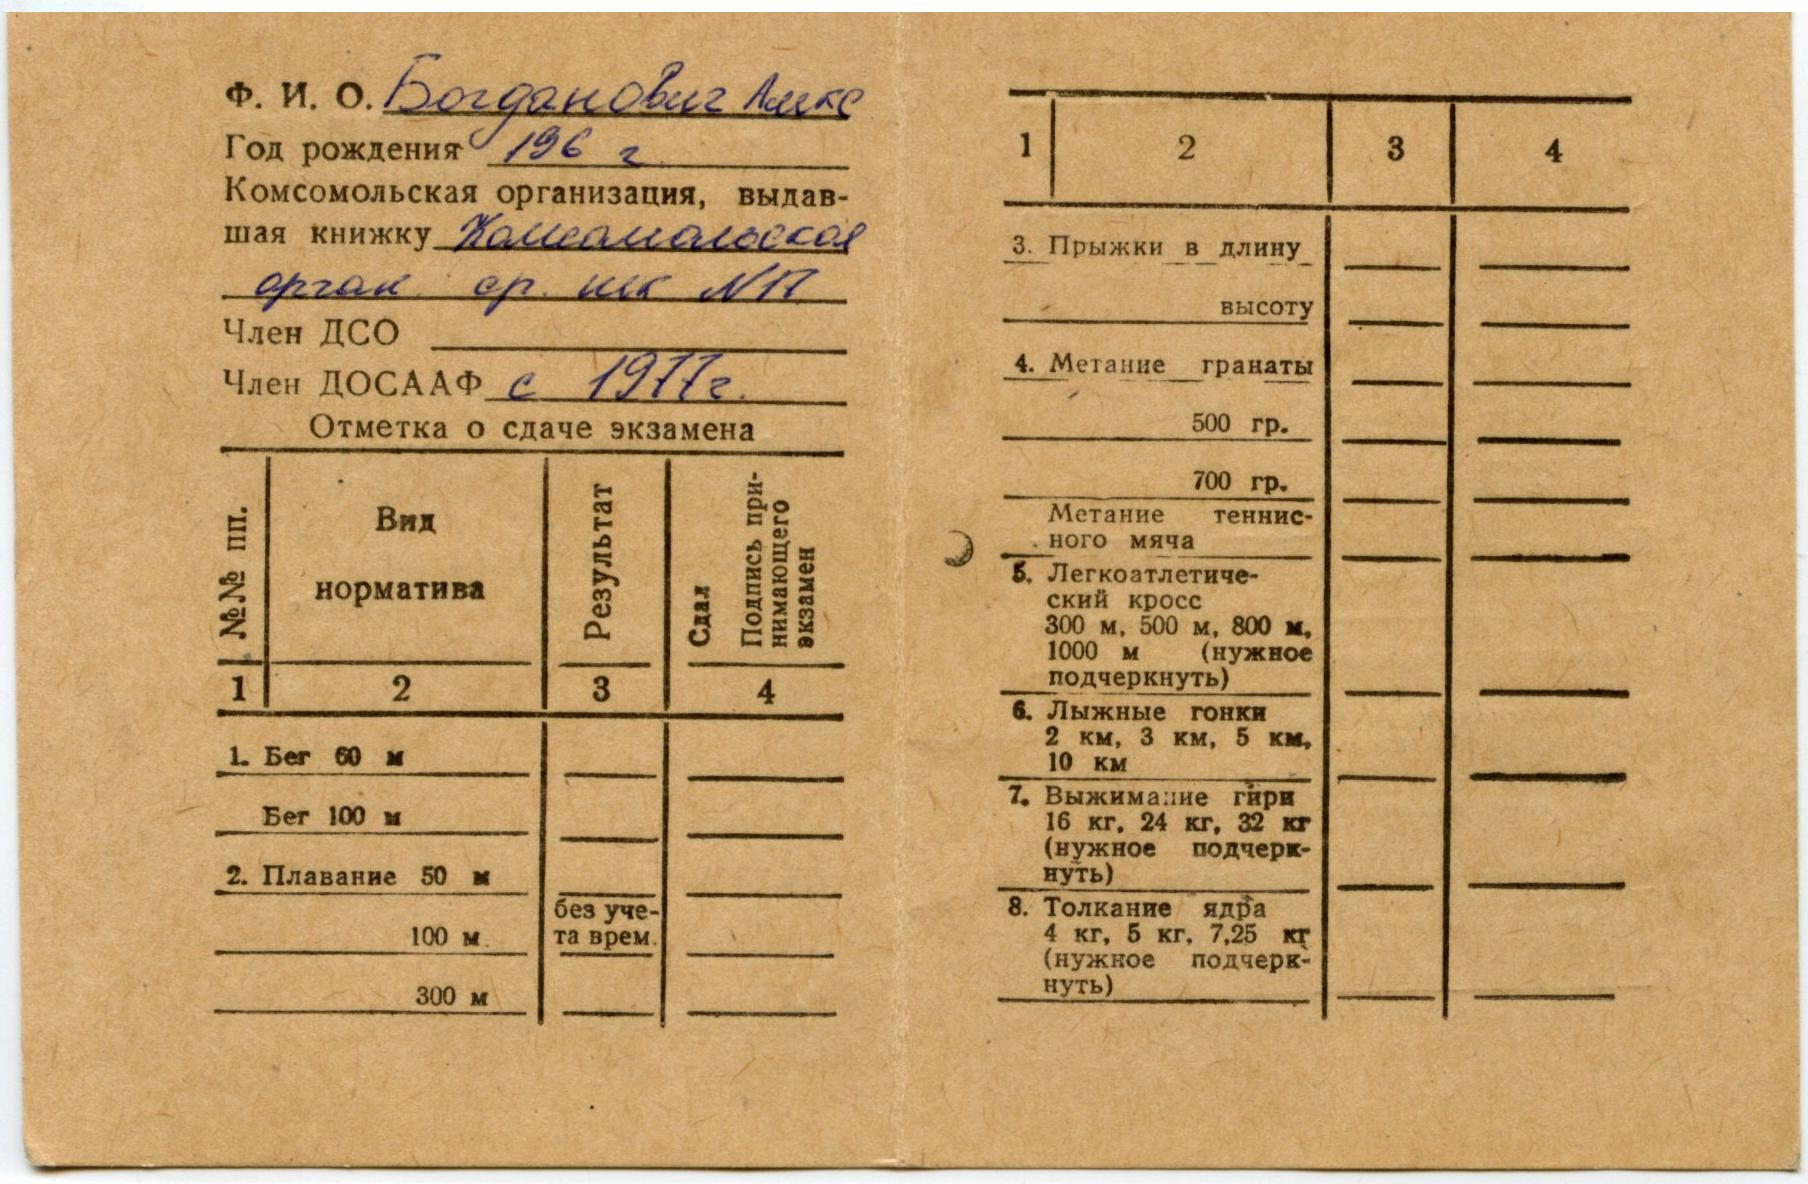 Ф. И. О. Богданович Алекс
Год рождения 196 г
Комсомольская организация, выдав-
шая книжку Комсомольская
орган. ср. шк N11
Член ДСО
Член ДОСААФ с 1977г.
Отметка о сдаче экзамена
№№ пп.
Вид
норматива
Результат
Сдал
Подпись при-
нимающего
экзамен
1 2 3 4
1. Бег 60 м
Бег 100 м
2. Плавание 50 м
без уче-
100 м. та врем.
300 м
1 2 3 4
3. Прыжки в длину
высоту
4. Метание гранаты
500 гр.
700 гр.
Метание теннис-
ного мяча
5. Легкоатлетиче-
ский кросс
300 м, 500 м, 800 м,
1000 м (нужное
подчеркнуть)
6. Лыжные гонки
2 км, 3 км, 5 км,
10 км
7. Выжимание гири
16 кг, 24 кг, 32 кг
(нужное подчерк-
нуть)
8. Толкание ядра
4 кг, 5 кг, 7,25 кг
(нужное подчерк-
нуть)